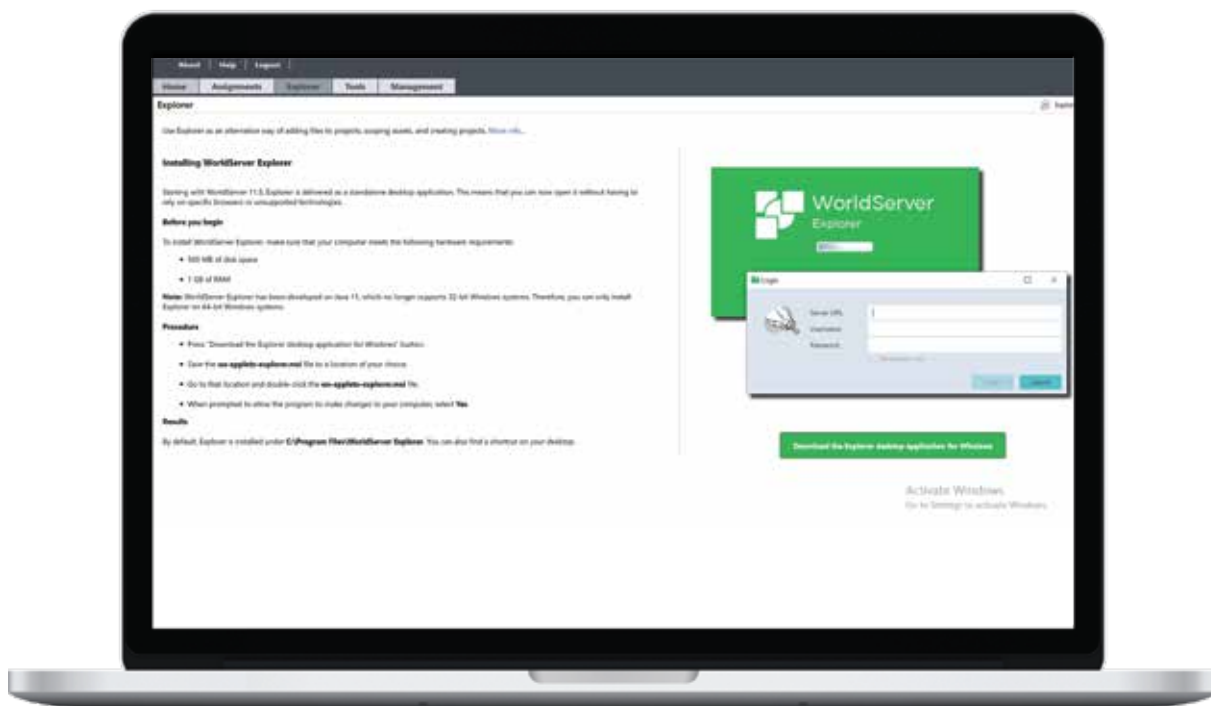 About | Help | Logout |
Home Assignments Explorer Tools Management
Explorer
Use Explorer as an alternative way of adding files to projects, scoping assets, and creating projects. More info...
Installing WorldServer Explorer
Starting with WorldServer 11.5, Explorer is delivered as a standalone desktop application. This means that you can now open it without having to
rely on specific browsers or unsupported technologies.
Before you begin
To install WorldServer Explorer, make sure that your computer meets the following hardware requirements:
• 500 MB of disk space
• 1 GB of RAM
Note: WorldServer Explorer has been developed on Java 11, which no longer supports 32-bit Windows systems. Therefore, you can only install
Explorer on 64-bit Windows systems.
Procedure
• Press "Download the Explorer desktop application for Windows" button.
• Save the ws-applets-explorer.msi file to a location of your choice.
• Go to that location and double-click the ws-applets-explorer.msi file.
• When prompted to allow the program to make changes to your computer, select Yes.
Results
By default, Explorer is installed under C:\Program Files\WorldServer Explorer. You can also find a shortcut on your desktop.
WorldServer
Explorer
Login
Server URL
Username
Password
Download the Explorer desktop application for Windows
Activate Windows
Go to Settings to activate Windows.